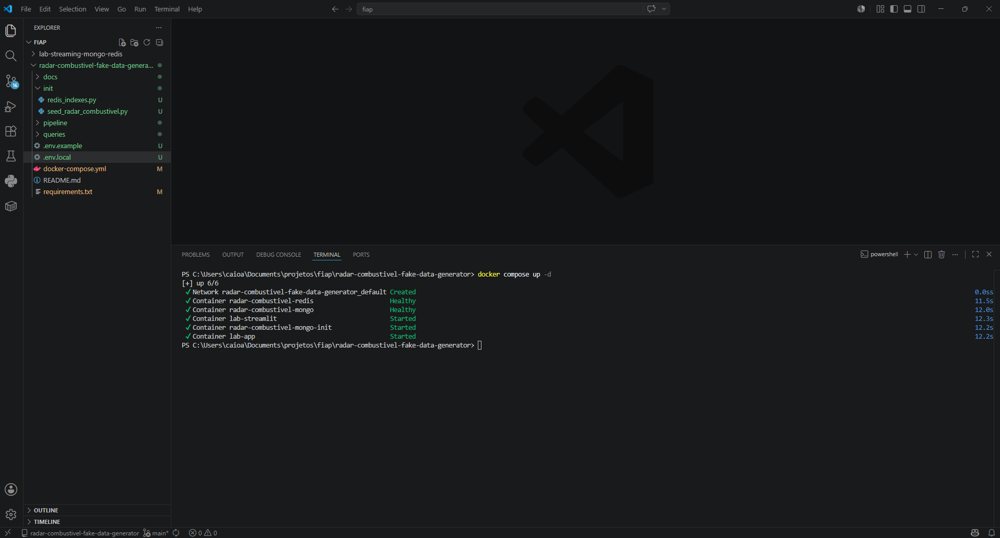 File Edit Selection View Go Run Terminal Help
fiap
EXPLORER
FIAP
lab-streaming-mongo-redis
radar-combustivel-fake-data-genera...
docs
init
redis_indexes.py U
seed_radar_combustivel.py U
pipeline
queries
.env.example U
.env.local U
docker-compose.yml M
README.md
requirements.txt M
OUTLINE
TIMELINE
16
PROBLEMS OUTPUT DEBUG CONSOLE TERMINAL PORTS
powershell
PS C:\Users\caioa\Documents\projetos\fiap\radar-combustivel-fake-data-generator> docker compose up -d
[+] up 6/6
✓Network radar-combustivel-fake-data-generator_default Created 0.0ss
✓Container radar-combustivel-redis Healthy 11.5s
✓Container radar-combustivel-mongo Healthy 12.0s
✓Container lab-streamlit Started 12.3s
✓Container radar-combustivel-mongo-init Started 12.2s
✓Container lab-app Started 12.2s
PS C:\Users\caioa\Documents\projetos\fiap\radar-combustivel-fake-data-generator>
radar-combustivel-fake-data-generator main* 0 0